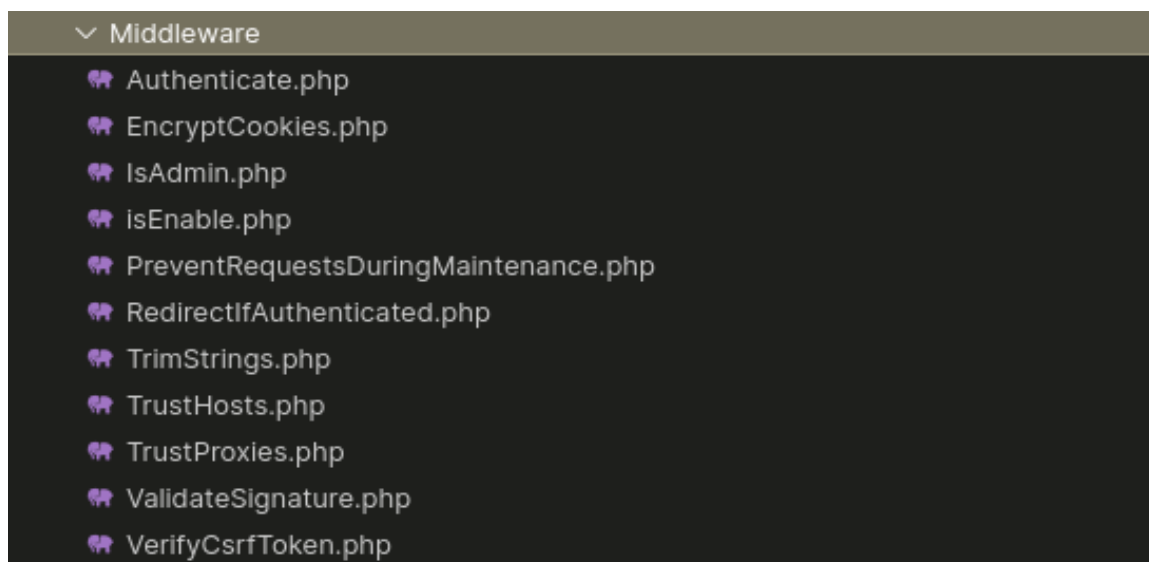 Middleware
Authenticate.php
EncryptCookies.php
IsAdmin.php
isEnable.php
PreventRequestsDuringMaintenance.php
RedirectIfAuthenticated.php
TrimStrings.php
TrustHosts.php
TrustProxies.php
ValidateSignature.php
VerifyCsrfToken.php